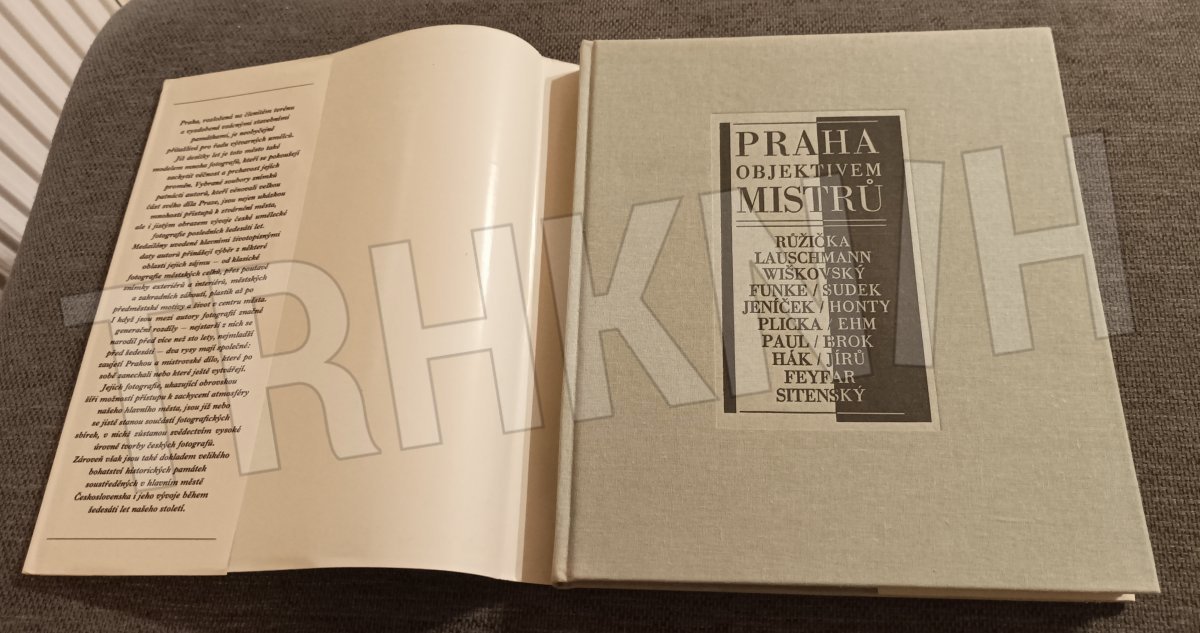 Praha, rozložená na členitém terénu
a vyzdobená vzácnými stavebními
památkami, je neobyčejně
přitažlivá pro řadu výtvarných umělců.
Již desítky let je toto město také
modelem mnoha fotografů, kteří se pokoušejí
zachytit věčnost a prchavost jejích
proměn. Vybrané soubory snímků
patnácti autorů, kteří věnovali velkou
část svého díla Praze, jsou nejen ukázkou
mnohosti přístupů k ztvárnění města,
ale i jistým obrazem vývoje české umělecké
fotografie posledních šedesáti let.
Medailóny uvedené hlavními životopisnými
daty autorů přinášejí výběr z některé
oblasti jejich zájmu — od klasické
fotografie městských celků, přes poutavé
snímky exteriérů a interiérů, městských
a zahradních zákoutí, plastik až po
předměstské motivy a život v centru města.
I když jsou mezi autory fotografií značné
generační rozdíly — nejstarší z nich se
narodil před více než sto lety, nejmladší
před šedesáti — dva rysy mají společné:
zaujetí Prahou a mistrovské dílo, které po
sobě zanechali nebo které ještě vytvářejí.
Jejich fotografie, ukazující obrovskou
šíři možností přístupu k zachycení atmosféry
našeho hlavního města, jsou již nebo
se jistě stanou součástí fotografických
sbírek, v nichž zůstanou svědectvím vysoké
úrovně tvorby českých fotografů.
Zároveň však jsou také dokladem velikého
bohatství historických památek
soustředěných v hlavním městě
Československa i jeho vývoje během
šedesáti let našeho století.
PRAHA
OBJEKTIVEM
MISTRŮ
RŮŽIČKA
LAUSCHMANN
WIŠKOVSKÝ
FUNKE / SUDEK
JENÍČEK / HONTY
PLICKA / EHM
PAUL / BROK
HÁK / JÍRŮ
FEYFAR
SITENSKÝ
TRHKNIH